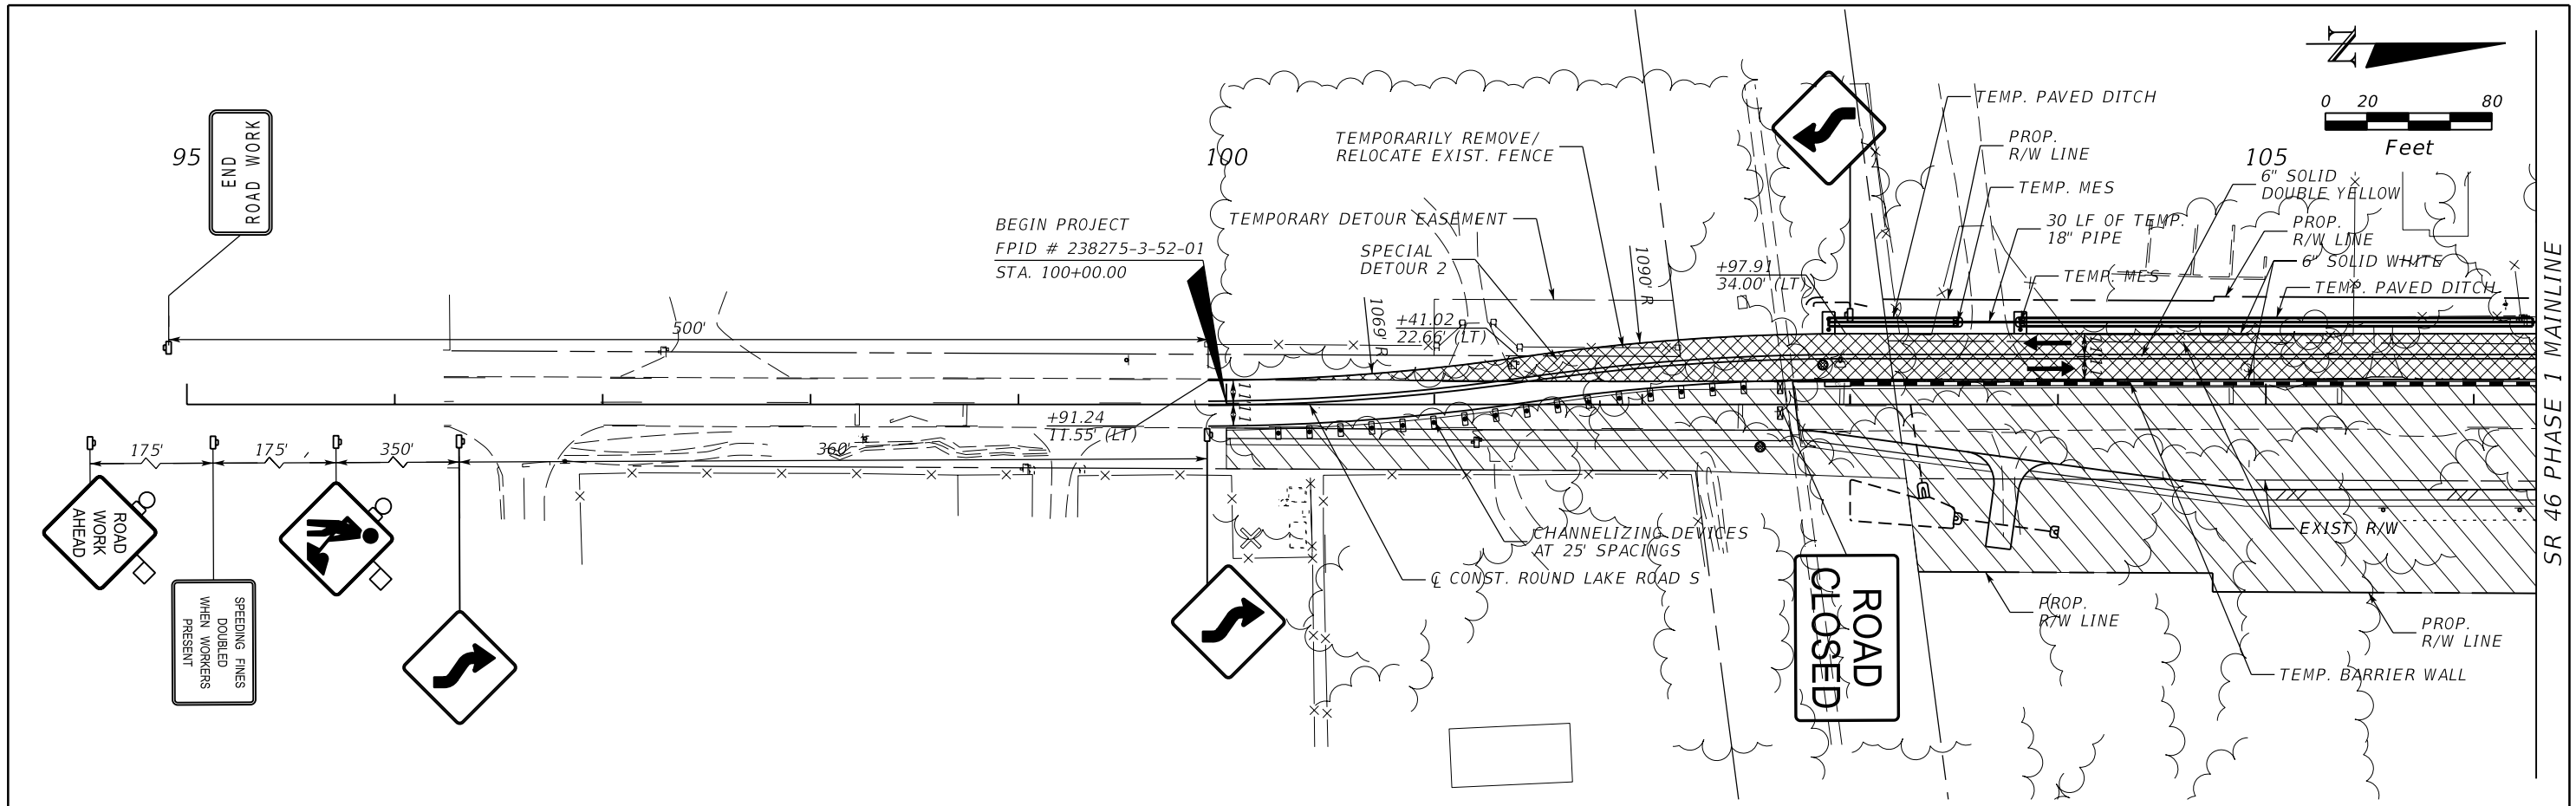 95
END
ROAD WORK
500'
175'
175'
350'
360'
ROAD
WORK
AHEAD
SPEEDING FINES
DOUBLED
WHEN WORKERS
PRESENT
BEGIN PROJECT
FPID # 238275-3-52-01
STA. 100+00.00
100
11'
11'
+91.24
11.55' (LT)
TEMPORARILY REMOVE/
RELOCATE EXIST. FENCE
TEMPORARY DETOUR EASEMENT
SPECIAL
DETOUR 2
1069' R
+41.02
22.66' (LT)
1090' R
+97.91
34.00' (LT)
CHANNELIZING DEVICES
AT 25' SPACINGS
℄ CONST. ROUND LAKE ROAD S
ROAD
CLOSED
TEMP. PAVED DITCH
PROP.
R/W LINE
TEMP. MES
30 LF OF TEMP.
18" PIPE
TEMP. MES
105
6" SOLID
DOUBLE YELLOW
PROP.
R/W LINE
6" SOLID WHITE
TEMP. PAVED DITCH
11'
11'
EXIST. R/W
PROP.
R/W LINE
PROP.
R/W LINE
TEMP. BARRIER WALL
N
0 20 80
Feet
SR 46 PHASE 1 MAINLINE